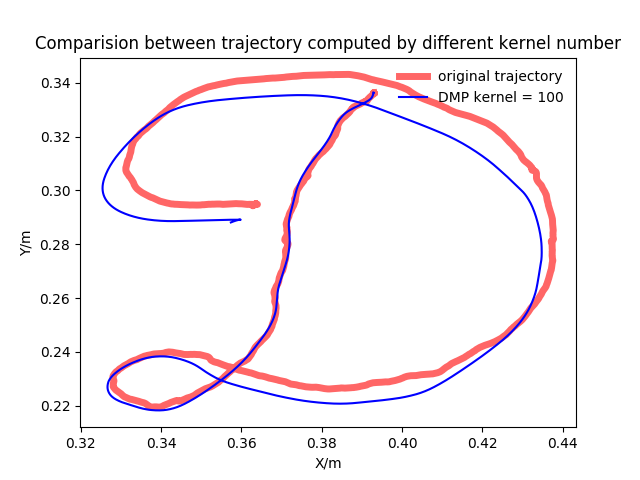 Comparision between trajectory computed by different kernel number
original trajectory
DMP kernel = 100
0.34
0.32
0.30
0.28
0.26
0.24
0.22
Y/m
0.32 0.34 0.36 0.38 0.40 0.42 0.44
X/m